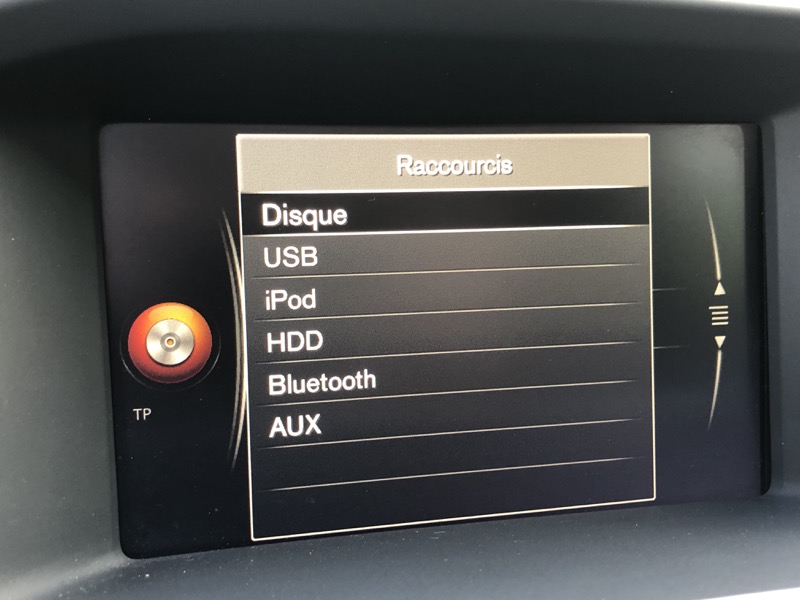 Raccourcis
Disque
USB
iPod
HDD
Bluetooth
AUX
TP